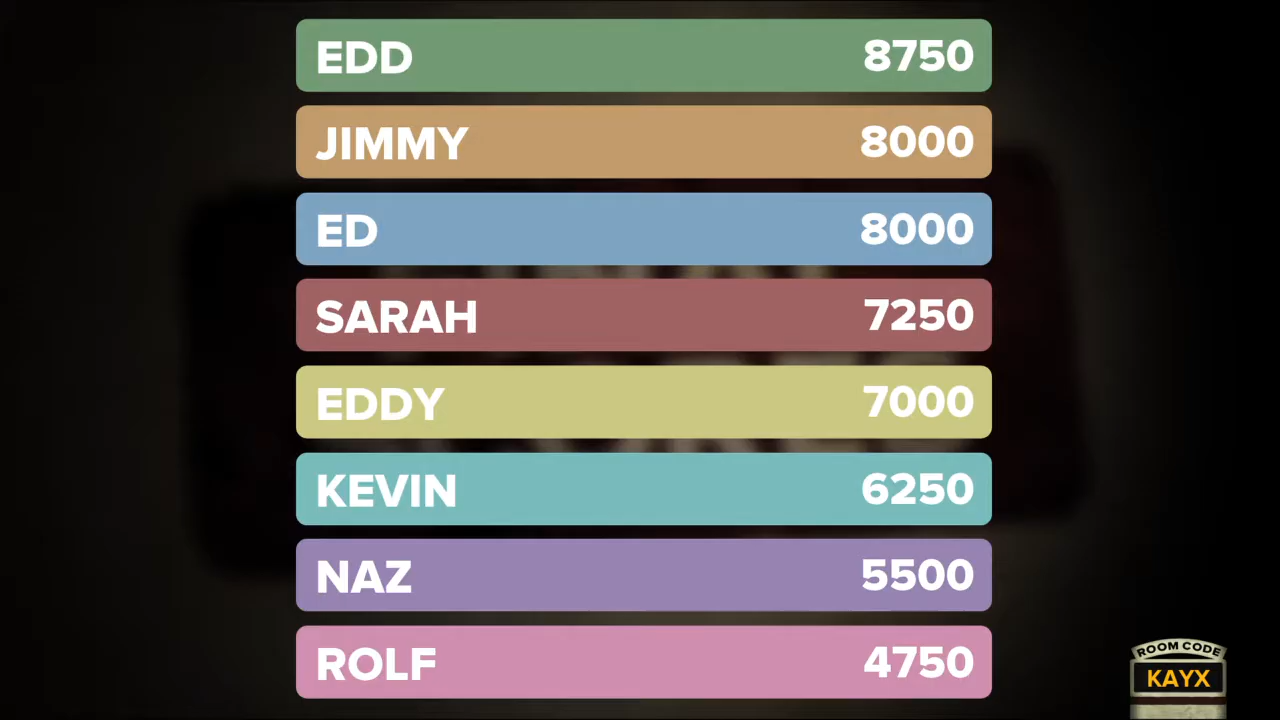 EDD 8750
JIMMY 8000
ED 8000
SARAH 7250
EDDY 7000
KEVIN 6250
NAZ 5500
ROLF 4750
ROOM CODE
KAYX